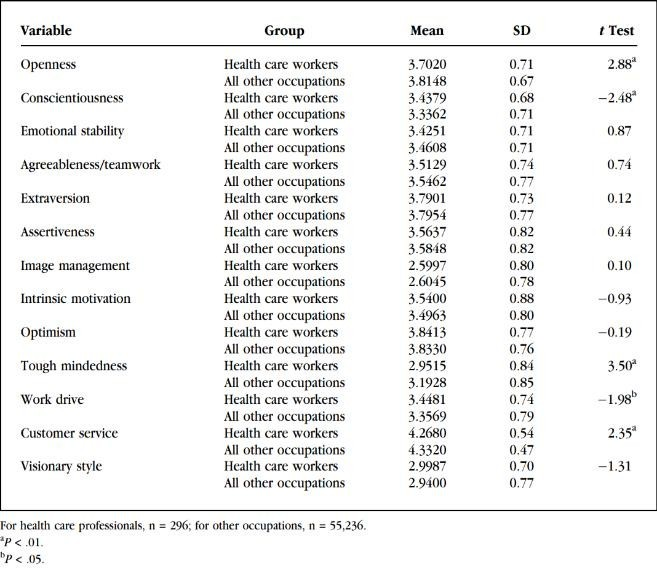 Variable Group Mean SD t Test
Openness Health care workers 3.7020 0.71 2.88a
All other occupations 3.8148 0.67
Conscientiousness Health care workers 3.4379 0.68 −2.48a
All other occupations 3.3362 0.71
Emotional stability Health care workers 3.4251 0.71 0.87
All other occupations 3.4608 0.71
Agreeableness/teamwork Health care workers 3.5129 0.74 0.74
All other occupations 3.5462 0.77
Extraversion Health care workers 3.7901 0.73 0.12
All other occupations 3.7954 0.77
Assertiveness Health care workers 3.5637 0.82 0.44
All other occupations 3.5848 0.82
Image management Health care workers 2.5997 0.80 0.10
All other occupations 2.6045 0.78
Intrinsic motivation Health care workers 3.5400 0.88 −0.93
All other occupations 3.4963 0.80
Optimism Health care workers 3.8413 0.77 −0.19
All other occupations 3.8330 0.76
Tough mindedness Health care workers 2.9515 0.84 3.50a
All other occupations 3.1928 0.85
Work drive Health care workers 3.4481 0.74 −1.98b
All other occupations 3.3569 0.79
Customer service Health care workers 4.2680 0.54 2.35a
All other occupations 4.3320 0.47
Visionary style Health care workers 2.9987 0.70 −1.31
All other occupations 2.9400 0.77
For health care professionals, n = 296; for other occupations, n = 55,236.
aP < .01.
bP < .05.